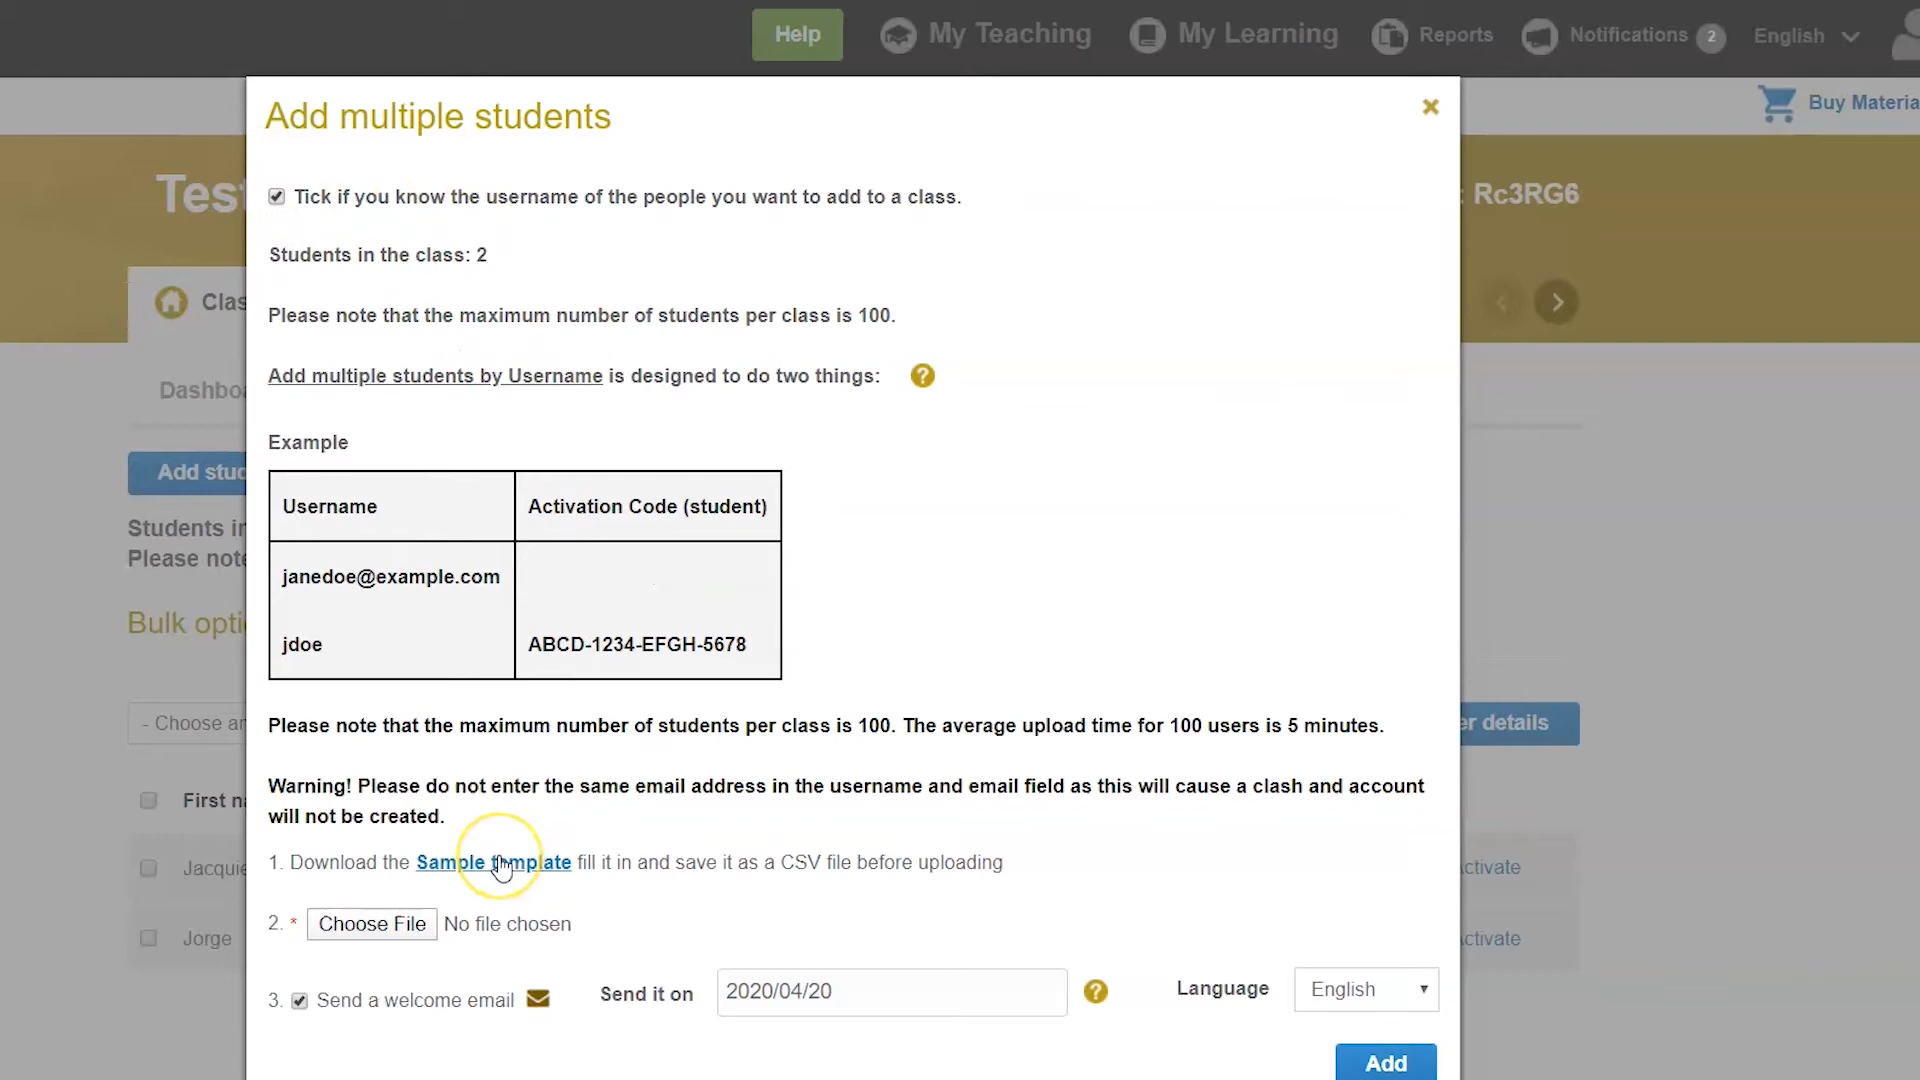 Help
My Teaching
My Learning
Reports
Notifications 2
English
Buy Materia
Add multiple students
Test
: Rc3RG6
Tick if you know the username of the people you want to add to a class.
Students in the class: 2
Clas
Please note that the maximum number of students per class is 100.
Add multiple students by Username is designed to do two things: ?
Dashboa
Example
Add stud
Username
Activation Code (student)
Students in
Please note
janedoe@example.com
Bulk opti
jdoe
ABCD-1234-EFGH-5678
- Choose an
er details
Please note that the maximum number of students per class is 100. The average upload time for 100 users is 5 minutes.
Warning! Please do not enter the same email address in the username and email field as this will cause a clash and account
will not be created.
First na
1. Download the Sample template fill it in and save it as a CSV file before uploading
Jacquie
ctivate
2. * Choose File No file chosen
Jorge
ctivate
3. Send a welcome email
Send it on
2020/04/20
?
Language
English
Add